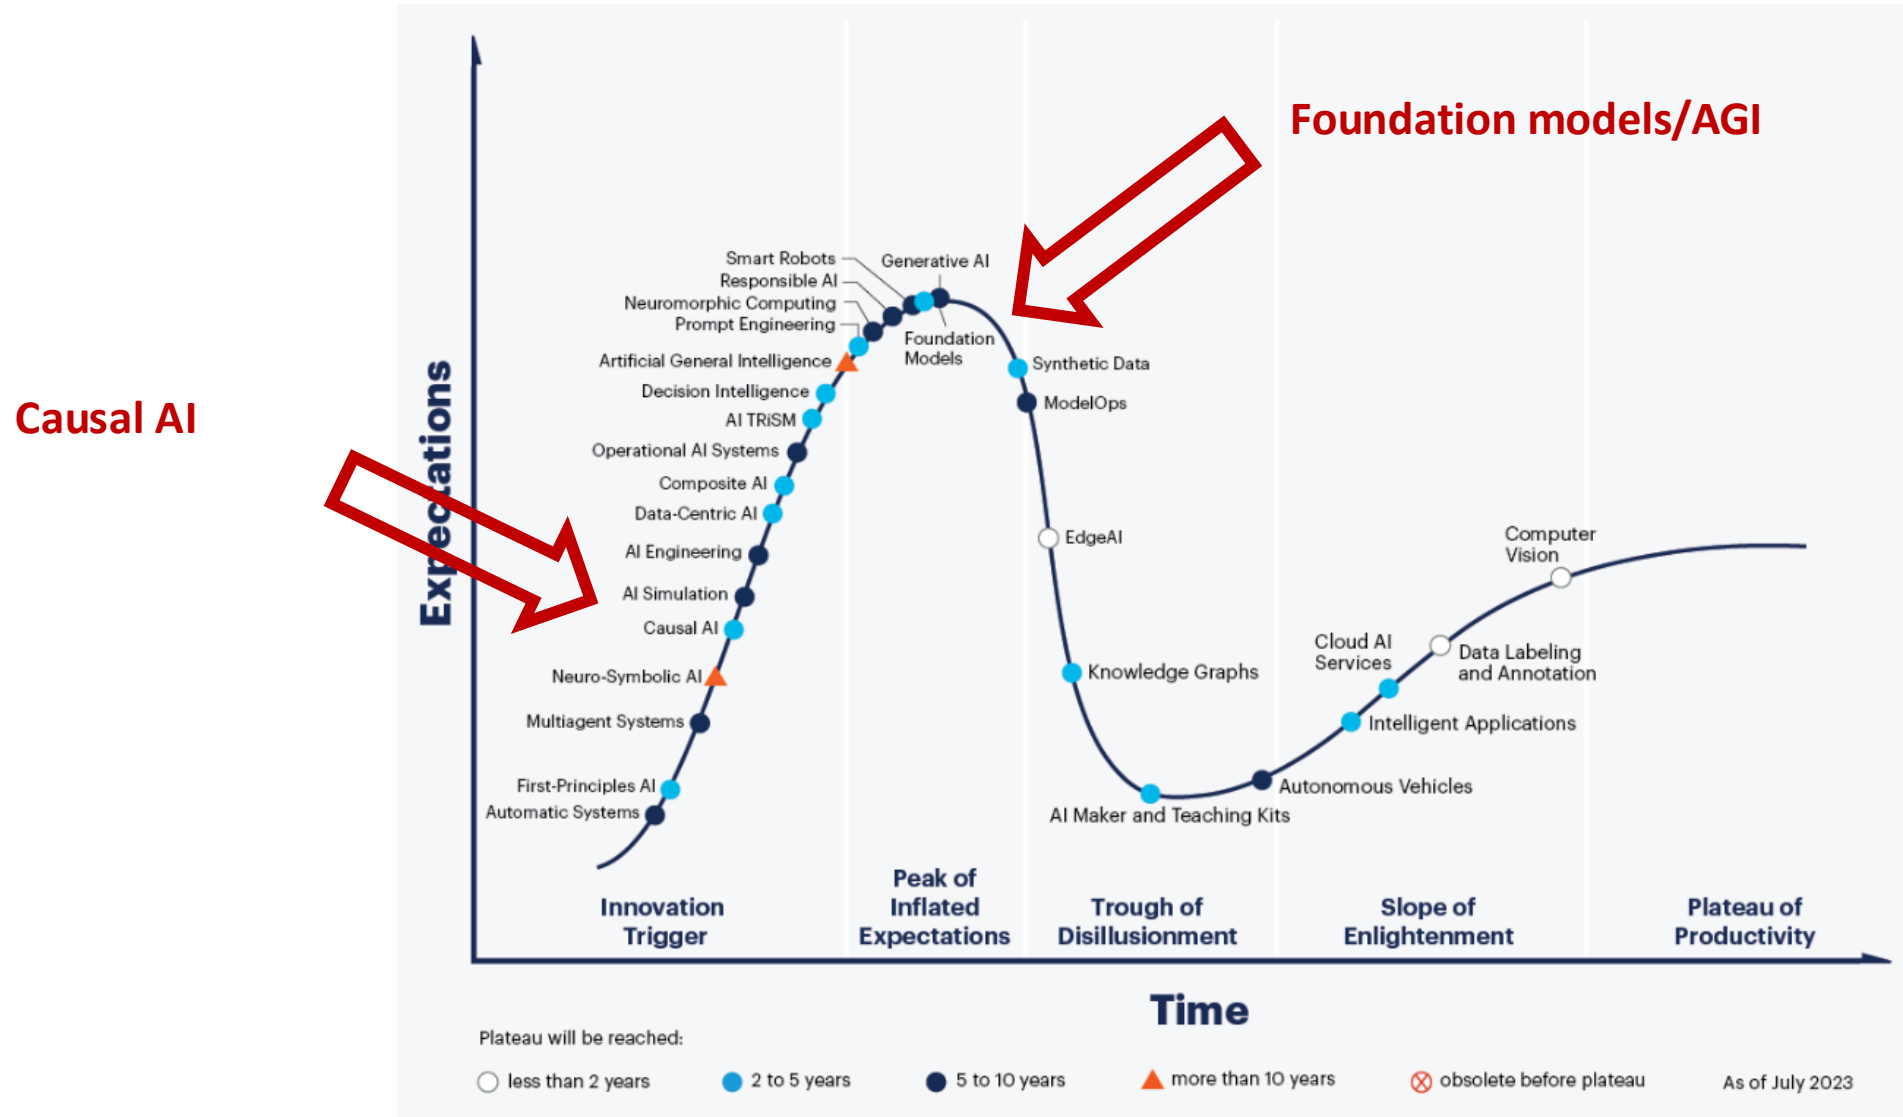 Foundation models/AGI
Causal AI
Expectations
Smart Robots
Generative AI
Responsible AI
Neuromorphic Computing
Prompt Engineering
Foundation
Models
Artificial General Intelligence
Synthetic Data
Decision Intelligence
ModelOps
AI TRiSM
Operational AI Systems
Composite AI
Data-Centric AI
EdgeAI
AI Engineering
AI Simulation
Causal AI
Neuro-Symbolic AI
Knowledge Graphs
Multiagent Systems
First-Principles AI
Automatic Systems
AI Maker and Teaching Kits
Autonomous Vehicles
Intelligent Applications
Cloud AI
Services
Data Labeling
and Annotation
Computer
Vision
Innovation
Trigger
Peak of
Inflated
Expectations
Trough of
Disillusionment
Slope of
Enlightenment
Plateau of
Productivity
Time
Plateau will be reached:
less than 2 years
2 to 5 years
5 to 10 years
more than 10 years
obsolete before plateau
As of July 2023